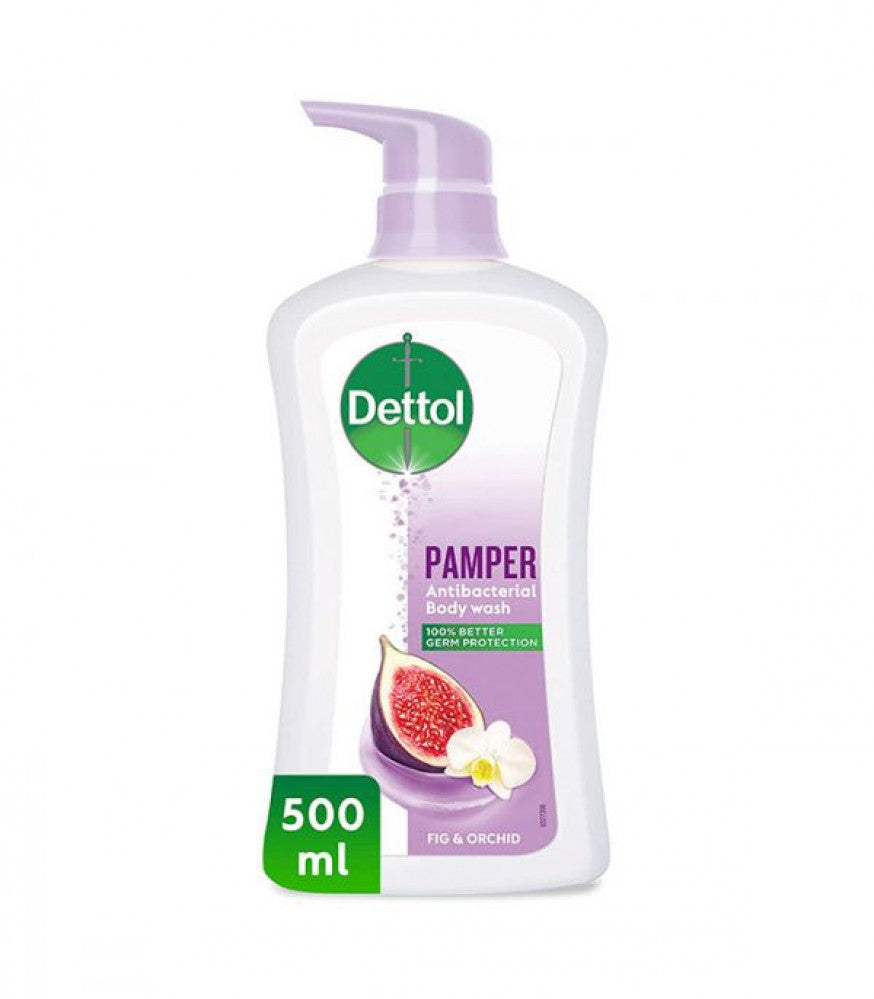 Dettol
PAMPER
Antibacterial
Body wash
100% BETTER
GERM PROTECTION
FIG & ORCHID
500
ml